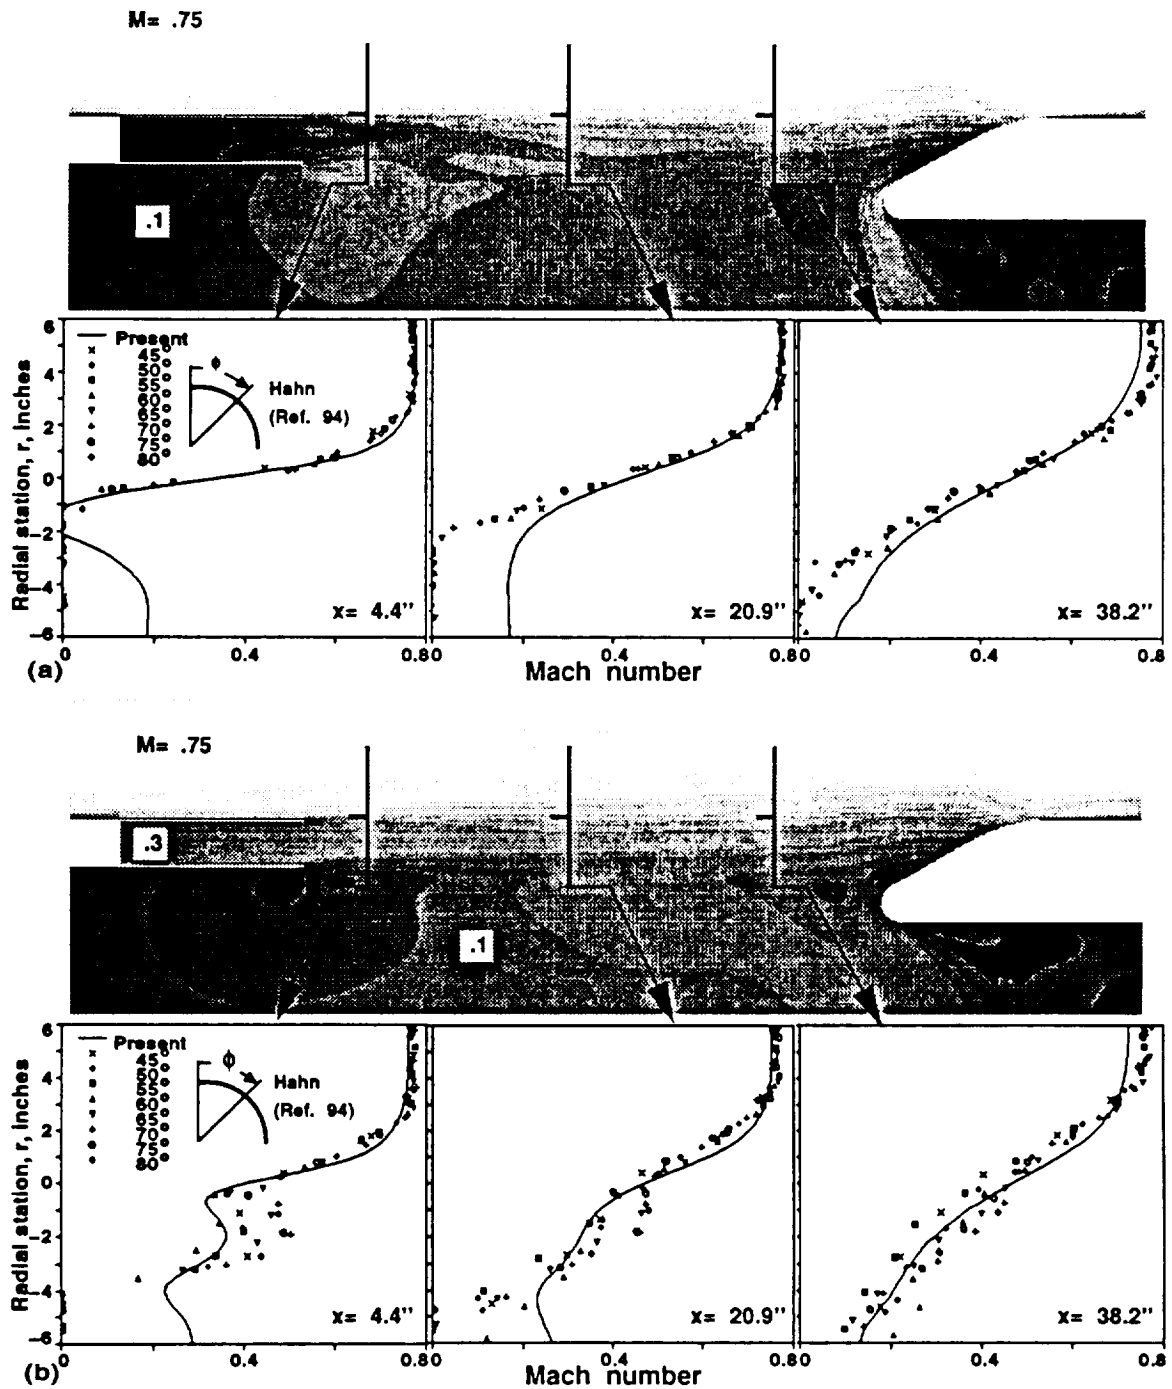 M= .75
.1
6
4
2
0
-2
-4
-6
Radial station, r, inches
Present
45°
50°
55°
60°
65°
70°
75°
80°
ϕ
Hahn
(Ref. 94)
x= 4.4"
x= 20.9"
x= 38.2"
0 0.4 0.8 0.4 0.80 0.4 0.8
Mach number
(a)
M= .75
.3
.1
6
4
2
0
-2
-4
-6
Radial station, r, inches
Present
45°
50°
55°
60°
65°
70°
75°
80°
ϕ
Hahn
(Ref. 94)
x= 4.4"
x= 20.9"
x= 38.2"
0 0.4 0.8 0.4 0.80 0.4 0.8
Mach number
(b)